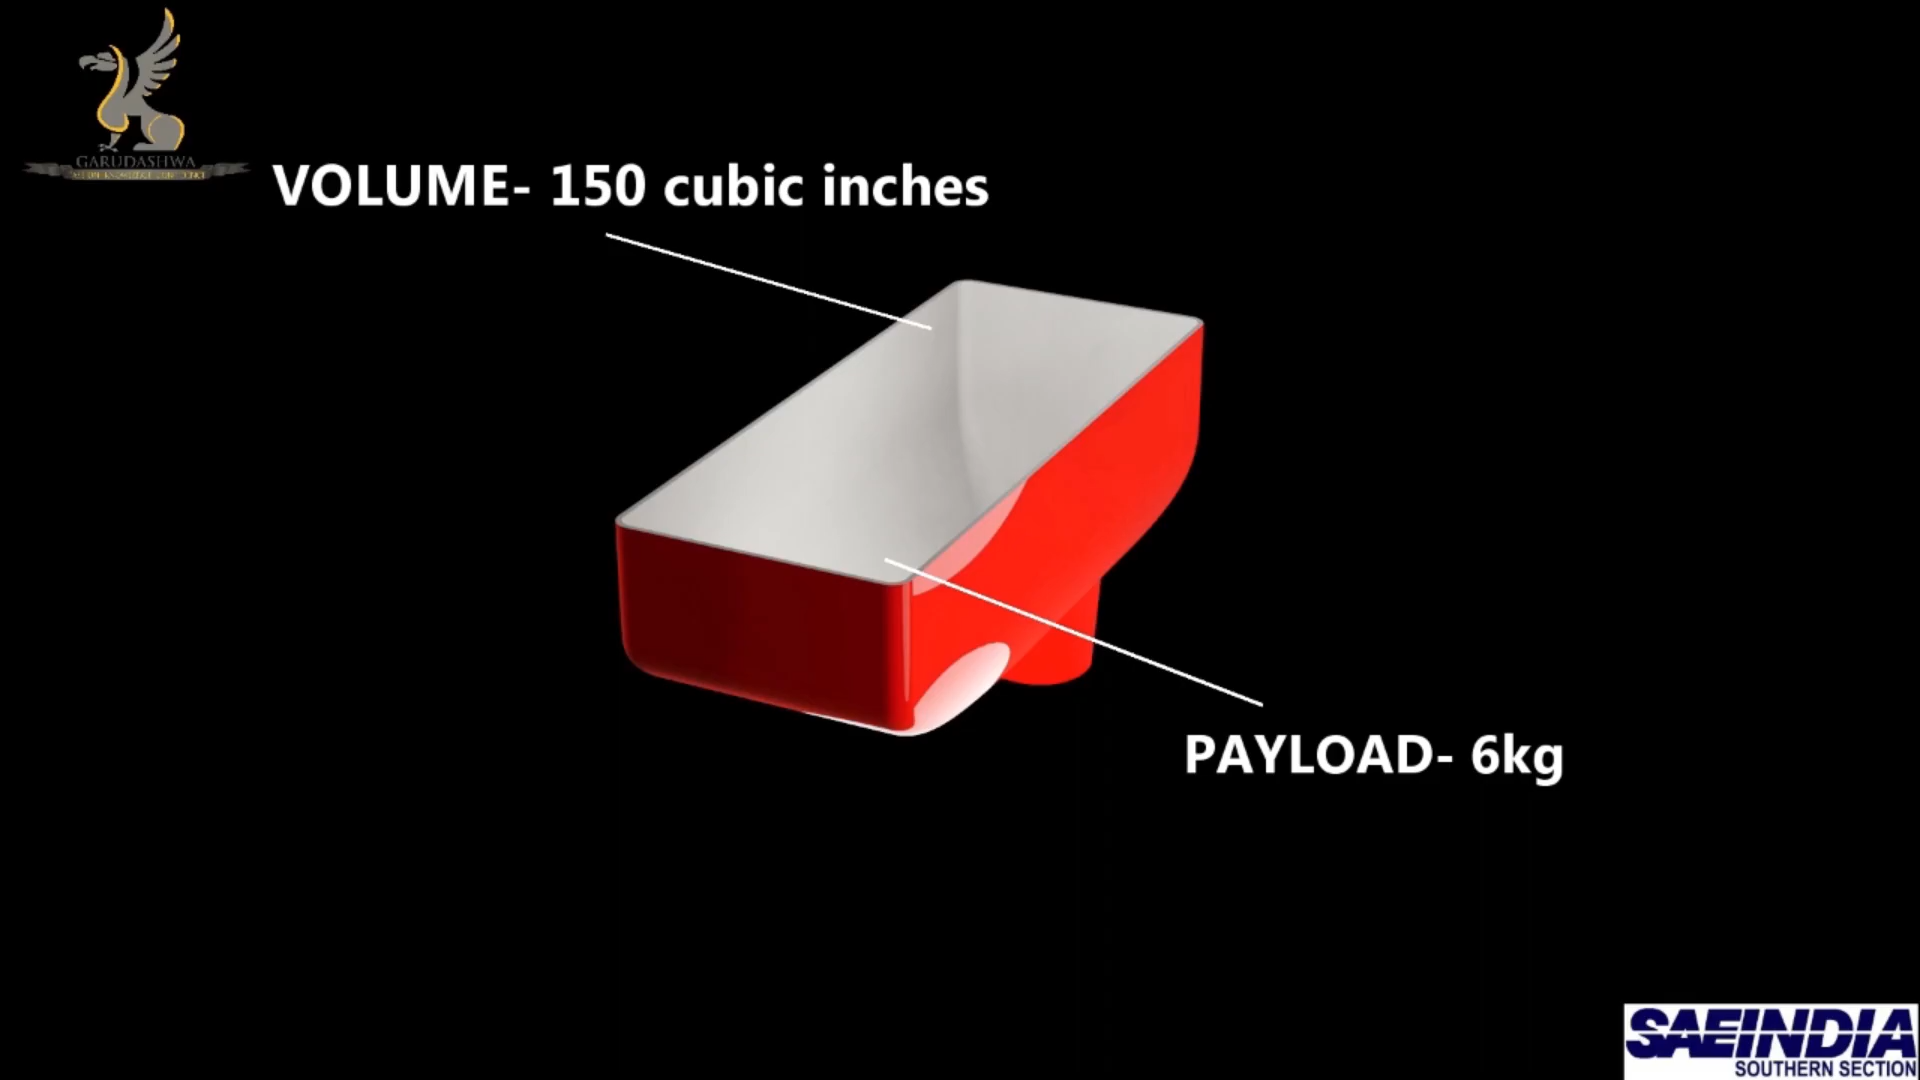 GARUDASHWA
VOLUME- 150 cubic inches
PAYLOAD- 6kg
SAEINDIA
SOUTHERN SECTION